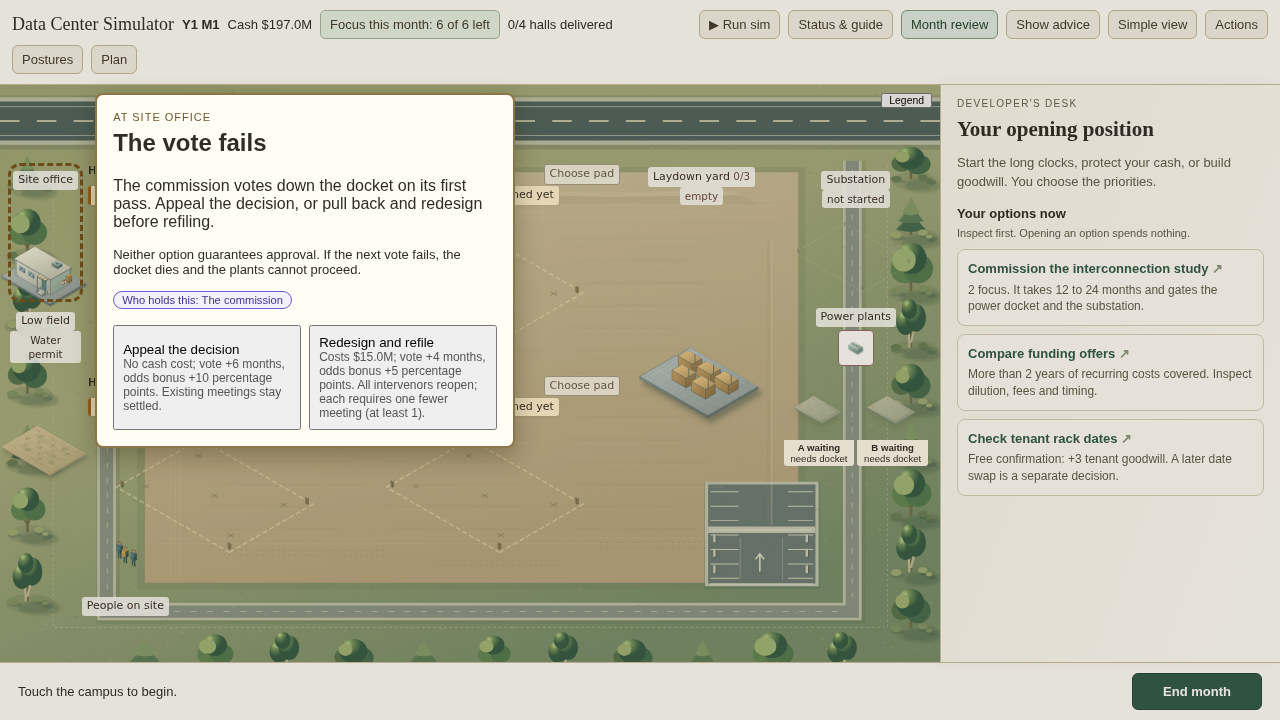 Data Center Simulator Y1 M1 Cash $197.0M Focus this month: 6 of 6 left 0/4 halls delivered ▶ Run sim Status & guide Month review Show advice Simple view Actions
Postures Plan
Legend
AT SITE OFFICE
The vote fails
The commission votes down the docket on its first
pass. Appeal the decision, or pull back and redesign
before refiling.
Neither option guarantees approval. If the next vote fails, the
docket dies and the plants cannot proceed.
Who holds this: The commission
Appeal the decision
No cash cost; vote +6 months,
odds bonus +10 percentage
points. Existing meetings stay
settled.
Redesign and refile
Costs $15.0M; vote +4 months,
odds bonus +5 percentage
points. All intervenors reopen;
each requires one fewer
meeting (at least 1).
Site office
Low field
Water
permit
H
H
Choose pad
ned yet
Laydown yard 0/3
empty
Substation
not started
Power plants
Choose pad
ned yet
A waiting
needs docket
B waiting
needs docket
People on site
DEVELOPER'S DESK
Your opening position
Start the long clocks, protect your cash, or build
goodwill. You choose the priorities.
Your options now
Inspect first. Opening an option spends nothing.
Commission the interconnection study ↗
2 focus. It takes 12 to 24 months and gates the
power docket and the substation.
Compare funding offers ↗
More than 2 years of recurring costs covered. Inspect
dilution, fees and timing.
Check tenant rack dates ↗
Free confirmation: +3 tenant goodwill. A later date
swap is a separate decision.
Touch the campus to begin.
End month